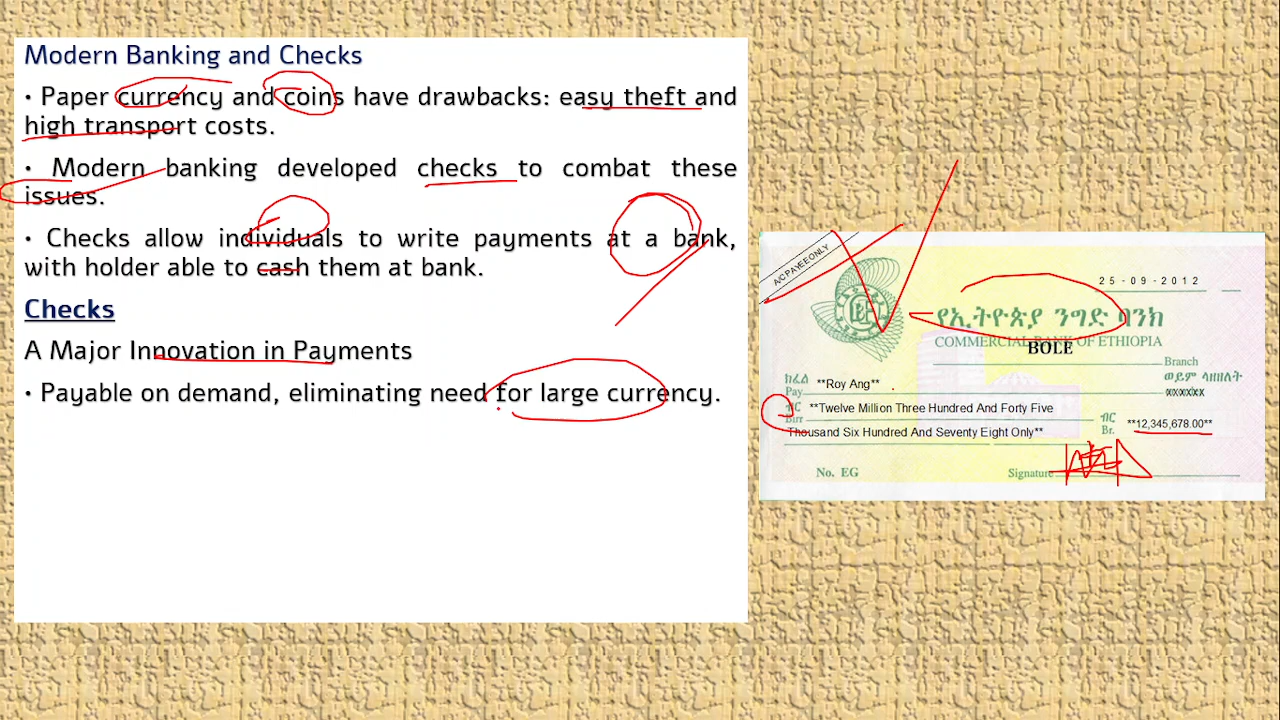 Modern Banking and Checks
• Paper currency and coins have drawbacks: easy theft and
high transport costs.
• Modern banking developed checks to combat these
issues.
• Checks allow individuals to write payments at a bank,
with holder able to cash them at bank.
Checks
A Major Innovation in Payments
• Payable on demand, eliminating need for large currency.
A/C PAYEE ONLY
25-09-2012
የኢትዮጵያ ንግድ ባንክ
COMMERCIAL BANK OF ETHIOPIA
BOLE
Branch
ክፈል
**Roy Ang**
ወይም ላዘዘለት
Pay
ብር **Twelve Million Three Hundred And Forty Five
Birr
ብር
Br. **12,345,678.00**
Thousand Six Hundred And Seventy Eight Only**
No. EG
Signature